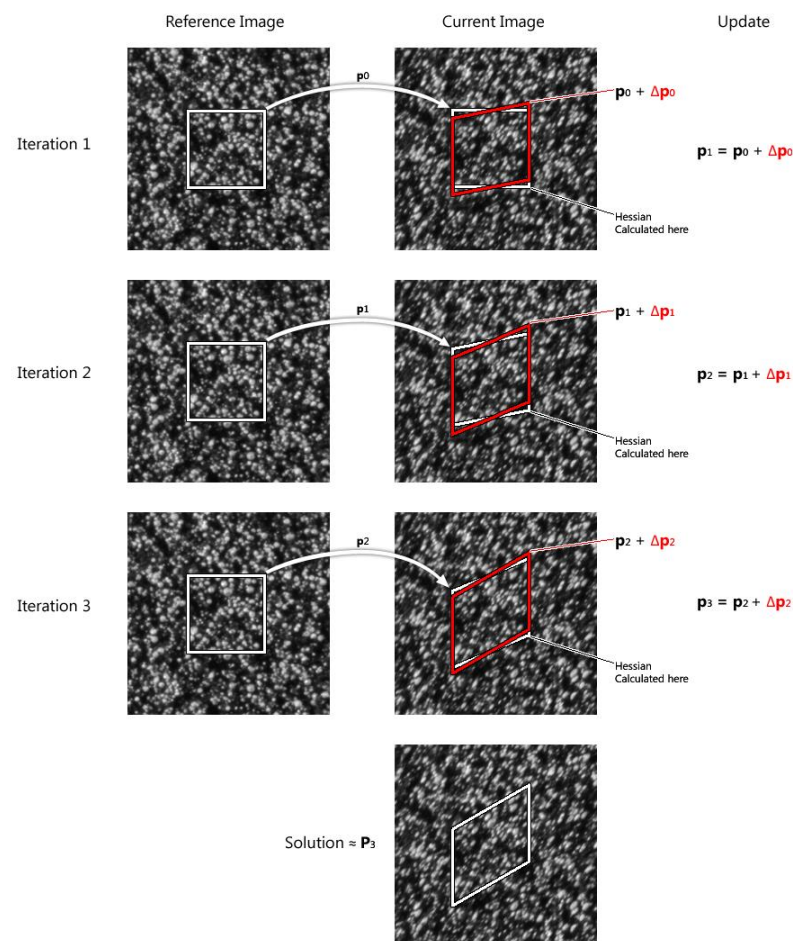 Reference Image
Current Image
Update
Iteration 1
p0
p0 + Δp0
p1 = p0 + Δp0
Hessian
Calculated here
Iteration 2
p1
p1 + Δp1
p2 = p1 + Δp1
Hessian
Calculated here
Iteration 3
p2
p2 + Δp2
p3 = p2 + Δp2
Hessian
Calculated here
Solution ≈ P3